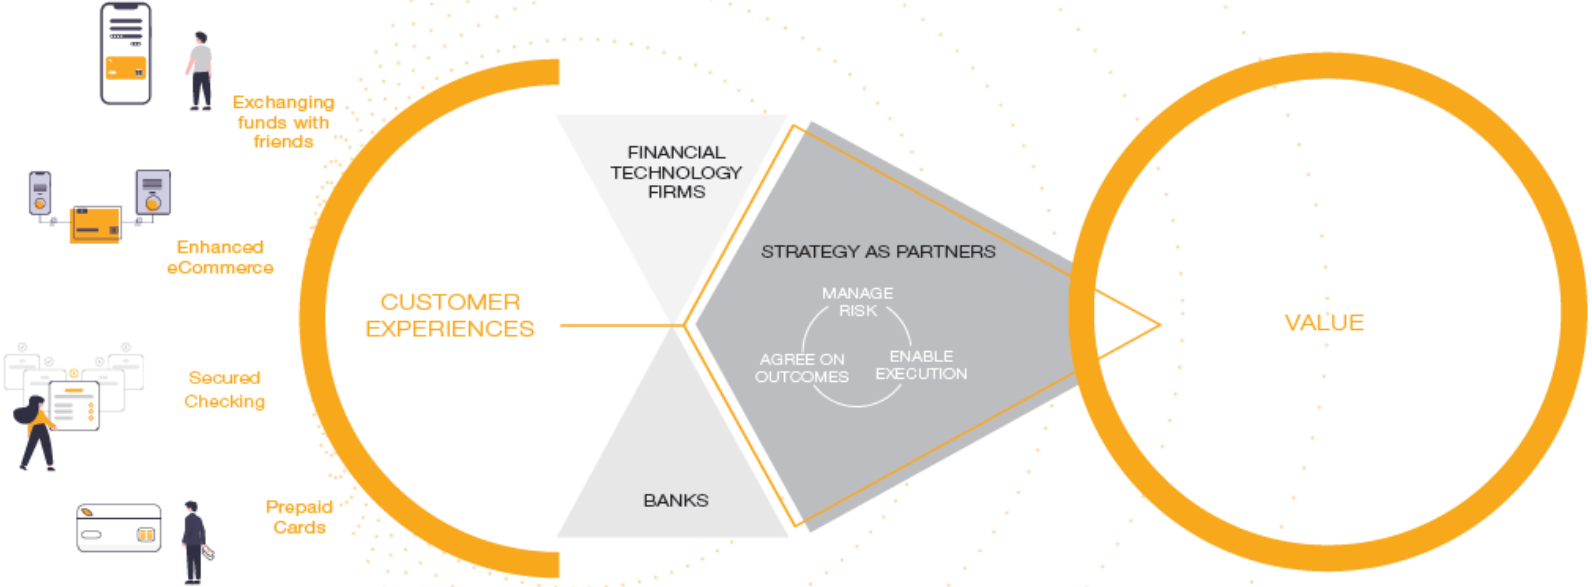 Exchanging
funds with
friends
Enhanced
eCommerce
Secured
Checking
Prepaid
Cards
CUSTOMER
EXPERIENCES
FINANCIAL
TECHNOLOGY
FIRMS
BANKS
STRATEGY AS PARTNERS
MANAGE
RISK
AGREE ON
OUTCOMES
ENABLE
EXECUTION
VALUE